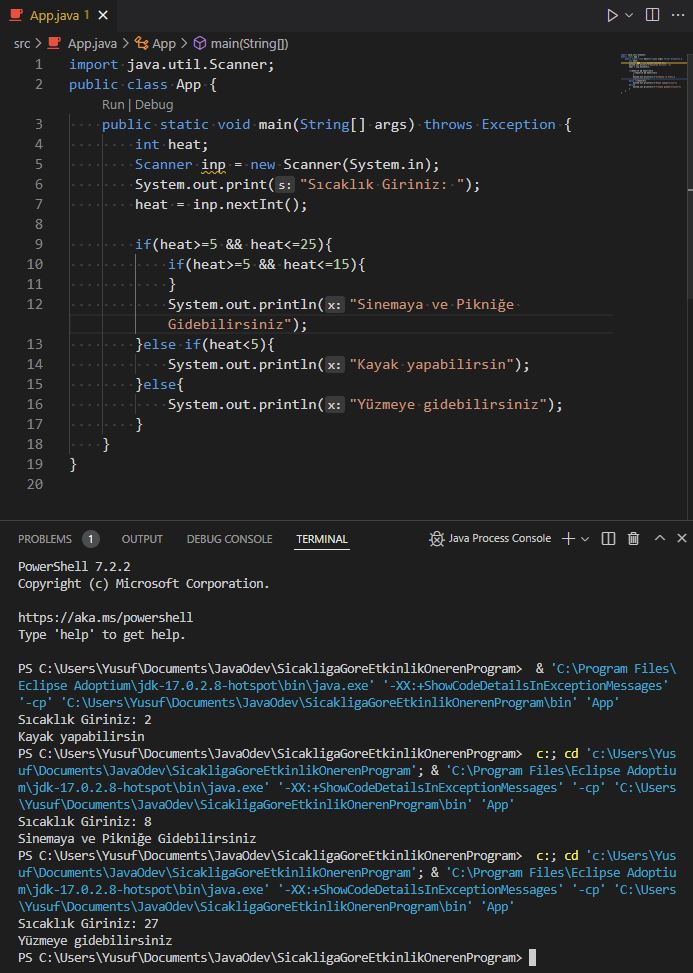 App.java 1
src > App.java > App > main(String[])
1 import java.util.Scanner;
2 public class App {
Run | Debug
3 public static void main(String[] args) throws Exception {
4 int heat;
5 Scanner inp = new Scanner(System.in);
6 System.out.print(s: "Sıcaklık Giriniz: ");
7 heat = inp.nextInt();
8
9 if(heat>=5 && heat<=25){
10 if(heat>=5 && heat<=15){
11 }
12 System.out.println(x: "Sinemaya ve Pikniğe
Gidebilirsiniz");
13 }else if(heat<5){
14 System.out.println(x: "Kayak yapabilirsin");
15 }else{
16 System.out.println(x: "Yüzmeye gidebilirsiniz");
17 }
18 }
19 }
20
PROBLEMS 1 OUTPUT DEBUG CONSOLE TERMINAL Java Process Console
PowerShell 7.2.2
Copyright (c) Microsoft Corporation.
https://aka.ms/powershell
Type 'help' to get help.
PS C:\Users\Yusuf\Documents\JavaOdev\SicakligaGoreEtkinlikOnerenProgram> & 'C:\Program Files\
Eclipse Adoptium\jdk-17.0.2.8-hotspot\bin\java.exe' '-XX:+ShowCodeDetailsInExceptionMessages'
'-cp' 'C:\Users\Yusuf\Documents\JavaOdev\SicakligaGoreEtkinlikOnerenProgram\bin' 'App'
Sıcaklık Giriniz: 2
Kayak yapabilirsin
PS C:\Users\Yusuf\Documents\JavaOdev\SicakligaGoreEtkinlikOnerenProgram> c:; cd 'c:\Users\Yus
uf\Documents\JavaOdev\SicakligaGoreEtkinlikOnerenProgram'; & 'C:\Program Files\Eclipse Adoptiu
m\jdk-17.0.2.8-hotspot\bin\java.exe' '-XX:+ShowCodeDetailsInExceptionMessages' '-cp' 'C:\Users
\Yusuf\Documents\JavaOdev\SicakligaGoreEtkinlikOnerenProgram\bin' 'App'
Sıcaklık Giriniz: 8
Sinemaya ve Pikniğe Gidebilirsiniz
PS C:\Users\Yusuf\Documents\JavaOdev\SicakligaGoreEtkinlikOnerenProgram> c:; cd 'c:\Users\Yus
uf\Documents\JavaOdev\SicakligaGoreEtkinlikOnerenProgram'; & 'C:\Program Files\Eclipse Adoptiu
m\jdk-17.0.2.8-hotspot\bin\java.exe' '-XX:+ShowCodeDetailsInExceptionMessages' '-cp' 'C:\Users
\Yusuf\Documents\JavaOdev\SicakligaGoreEtkinlikOnerenProgram\bin' 'App'
Sıcaklık Giriniz: 27
Yüzmeye gidebilirsiniz
PS C:\Users\Yusuf\Documents\JavaOdev\SicakligaGoreEtkinlikOnerenProgram>